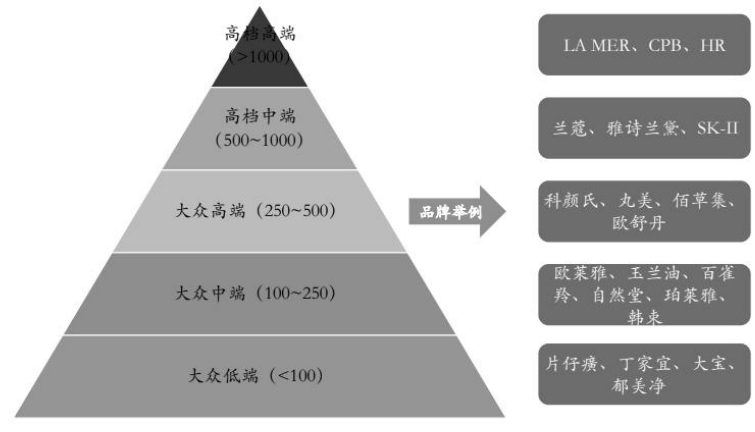 高档高端
(>1000)
LA MER、CPB、HR
高档中端
(500~1000)
兰蔻、雅诗兰黛、SK-II
大众高端 (250~500)
品牌举例
科颜氏、丸美、佰草集、
欧舒丹
大众中端 (100~250)
欧莱雅、玉兰油、百雀
羚、自然堂、珀莱雅、
韩束
大众低端 (<100)
片仔癀、丁家宜、大宝、
郁美净